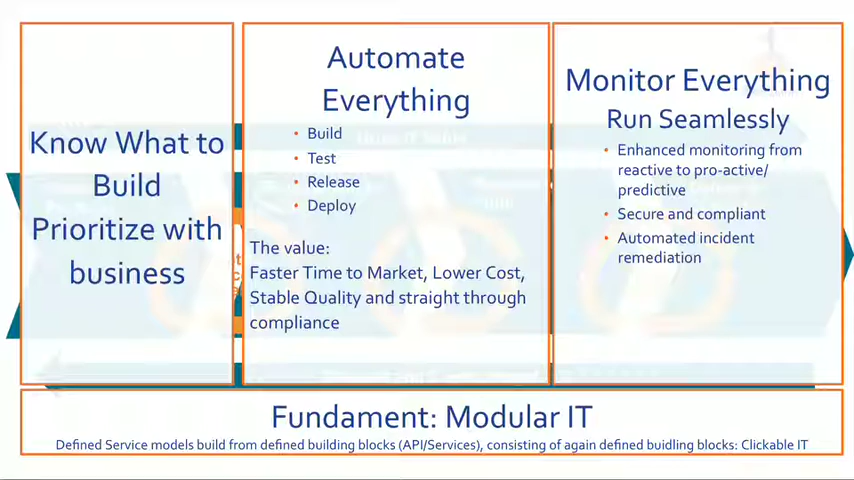 Know What to
Build
Prioritize with
business
Automate
Everything
• Build
• Test
• Release
• Deploy
The value:
Faster Time to Market, Lower Cost,
Stable Quality and straight through
compliance
Monitor Everything
Run Seamlessly
• Enhanced monitoring from
reactive to pro-active/
predictive
• Secure and compliant
• Automated incident
remediation
Fundament: Modular IT
Defined Service models build from defined building blocks (API/Services), consisting of again defined buidling blocks: Clickable IT